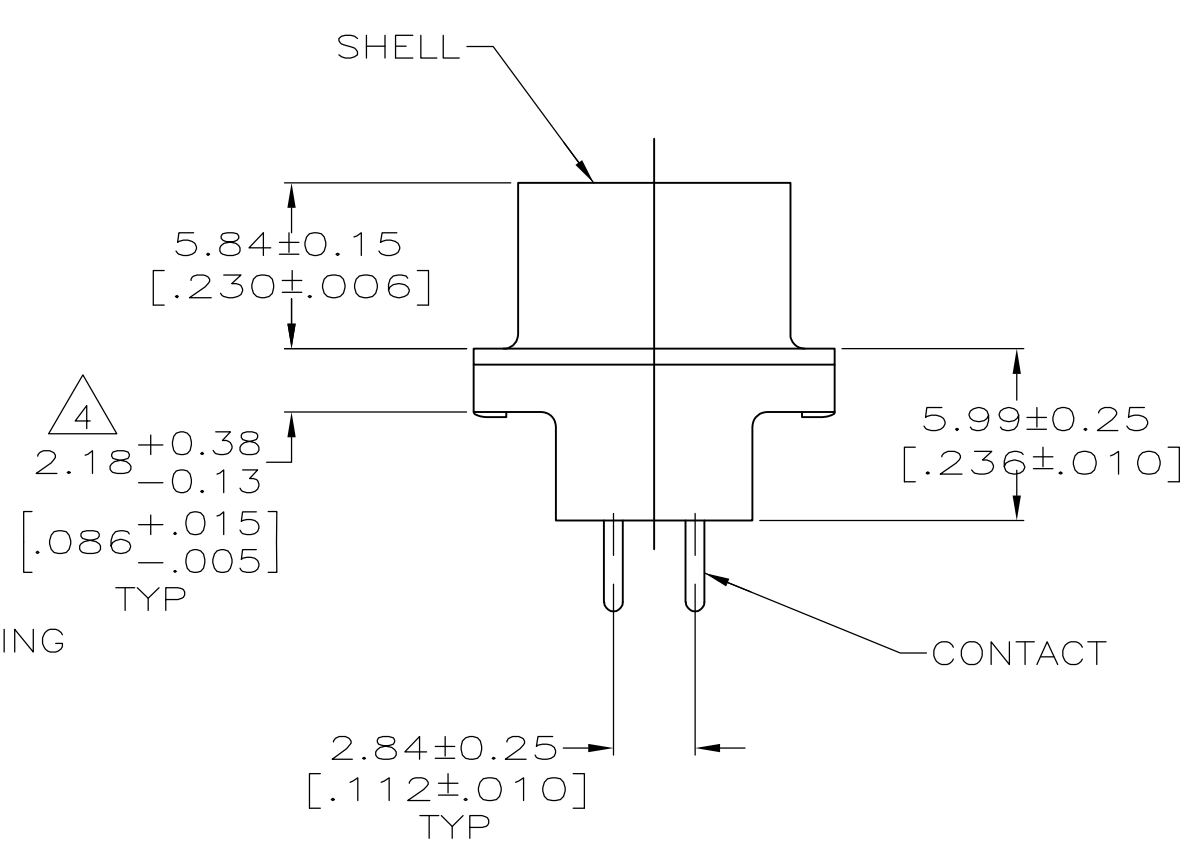 SHELL
5.84±0.15
[.230±.006]
4
2.18 +0.38
-0.13
[.086 +.015
-.005]
TYP
ING
5.99±0.25
[.236±.010]
CONTACT
2.84±0.25
[.112±.010]
TYP